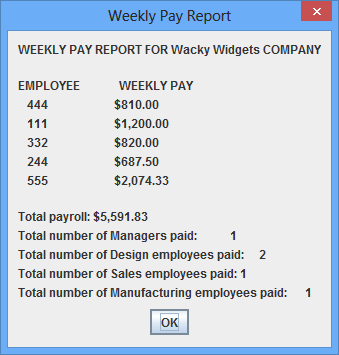 Weekly Pay Report
WEEKLY PAY REPORT FOR Wacky Widgets COMPANY
EMPLOYEE WEEKLY PAY
444 $810.00
111 $1,200.00
332 $820.00
244 $687.50
555 $2,074.33
Total payroll: $5,591.83
Total number of Managers paid: 1
Total number of Design employees paid: 2
Total number of Sales employees paid: 1
Total number of Manufacturing employees paid: 1
OK